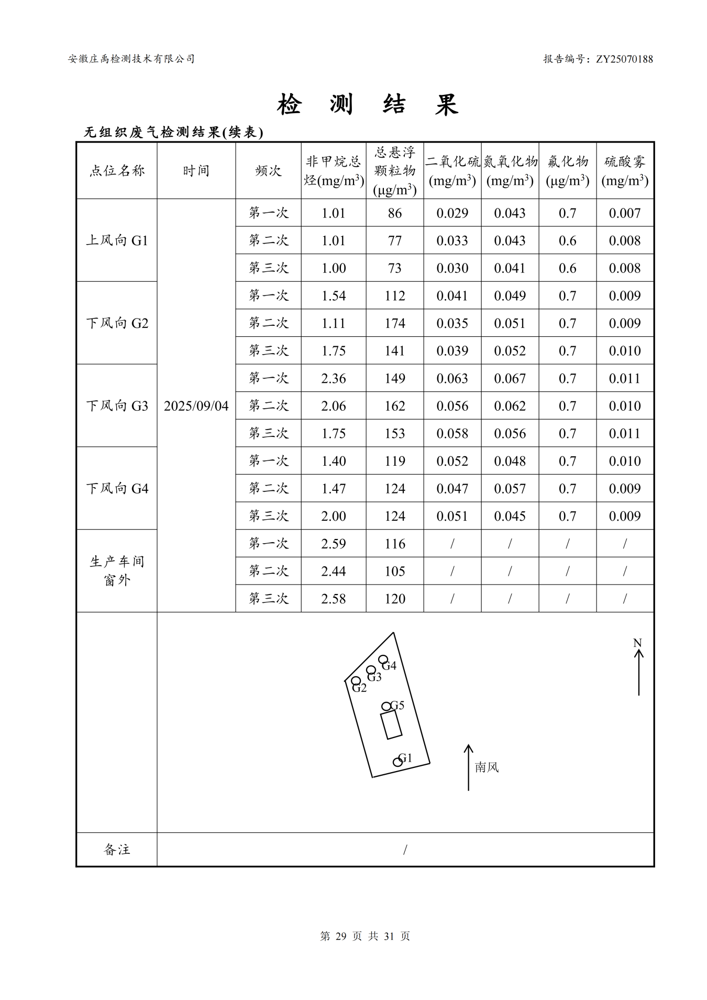 安徽庄禹检测技术有限公司 报告编号：ZY25070188
检 测 结 果
无组织废气检测结果(续表)
点位名称 时间 频次 非甲烷总烃(mg/m³) 总悬浮颗粒物(μg/m³) 二氧化硫(mg/m³) 氮氧化物(mg/m³) 氟化物(μg/m³) 硫酸雾(mg/m³)
上风向 G1 2025/09/04 第一次 1.01 86 0.029 0.043 0.7 0.007
第二次 1.01 77 0.033 0.043 0.6 0.008
第三次 1.00 73 0.030 0.041 0.6 0.008
下风向 G2 第一次 1.54 112 0.041 0.049 0.7 0.009
第二次 1.11 174 0.035 0.051 0.7 0.009
第三次 1.75 141 0.039 0.052 0.7 0.010
下风向 G3 第一次 2.36 149 0.063 0.067 0.7 0.011
第二次 2.06 162 0.056 0.062 0.7 0.010
第三次 1.75 153 0.058 0.056 0.7 0.011
下风向 G4 第一次 1.40 119 0.052 0.048 0.7 0.010
第二次 1.47 124 0.047 0.057 0.7 0.009
第三次 2.00 124 0.051 0.045 0.7 0.009
生产车间窗外 第一次 2.59 116 / / / /
第二次 2.44 105 / / / /
第三次 2.58 120 / / / /
N
G4
G3
G2
G5
G1
南风
备注 /
第 29 页 共 31 页